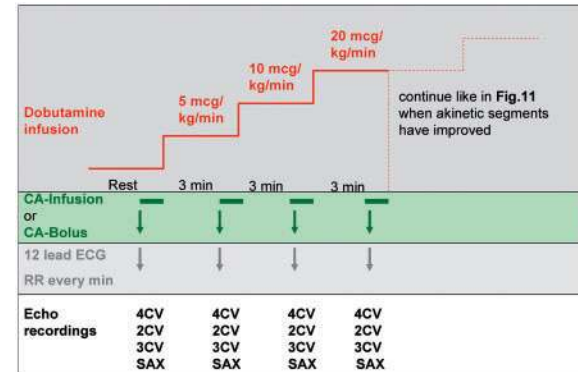 20 mcg/
kg/min
10 mcg/
kg/min
5 mcg/
kg/min
Dobutamine
infusion
continue like in Fig.11
when akinetic segments
have improved
Rest 3 min 3 min 3 min
CA-Infusion
or
CA-Bolus
12 lead ECG
RR every min
Echo 4CV 4CV 4CV 4CV
recordings 2CV 2CV 2CV 2CV
3CV 3CV 3CV 3CV
SAX SAX SAX SAX